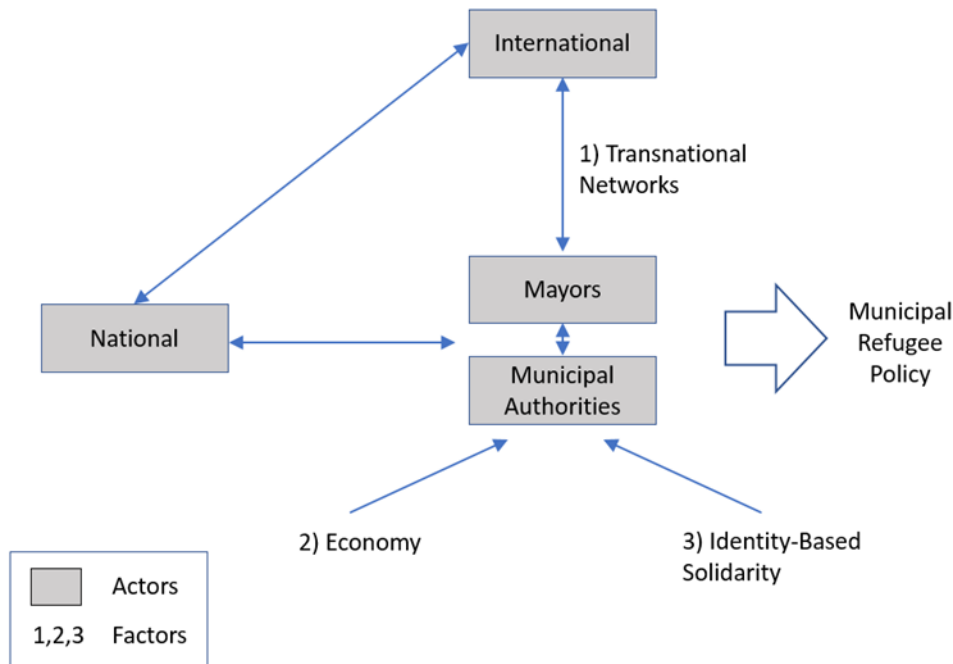 International
1) Transnational
Networks
Mayors
National
Municipal
Authorities
Municipal
Refugee
Policy
2) Economy
3) Identity-Based
Solidarity
Actors
1,2,3 Factors